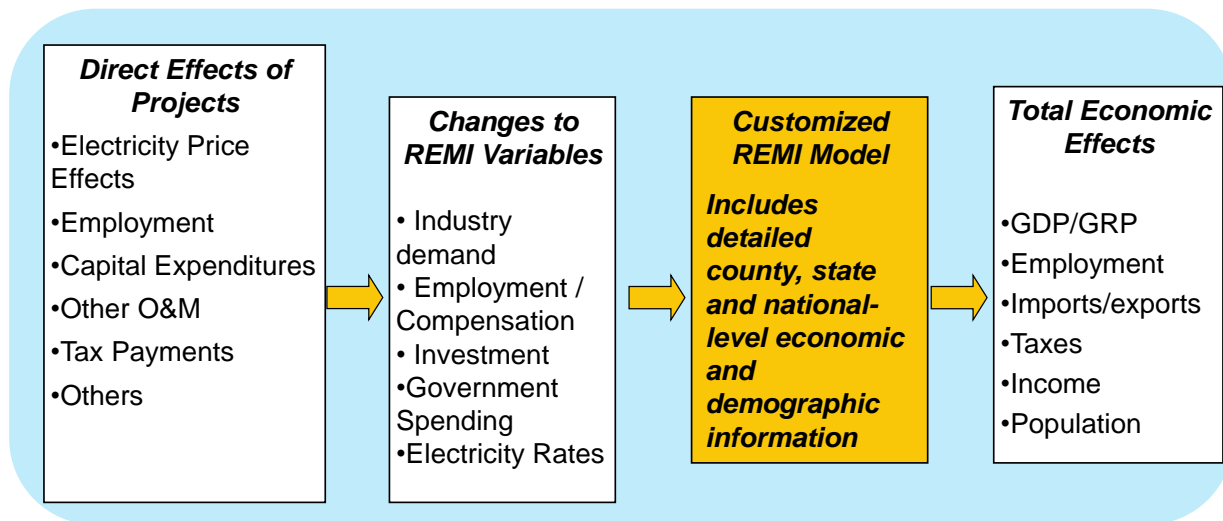 Direct Effects of
Projects
•Electricity Price
Effects
•Employment
•Capital Expenditures
•Other O&M
•Tax Payments
•Others
Changes to
REMI Variables
• Industry
demand
• Employment /
Compensation
• Investment
•Government
Spending
•Electricity Rates
Customized
REMI Model
Includes
detailed
county, state
and national-
level economic
and
demographic
information
Total Economic
Effects
•GDP/GRP
•Employment
•Imports/exports
•Taxes
•Income
•Population